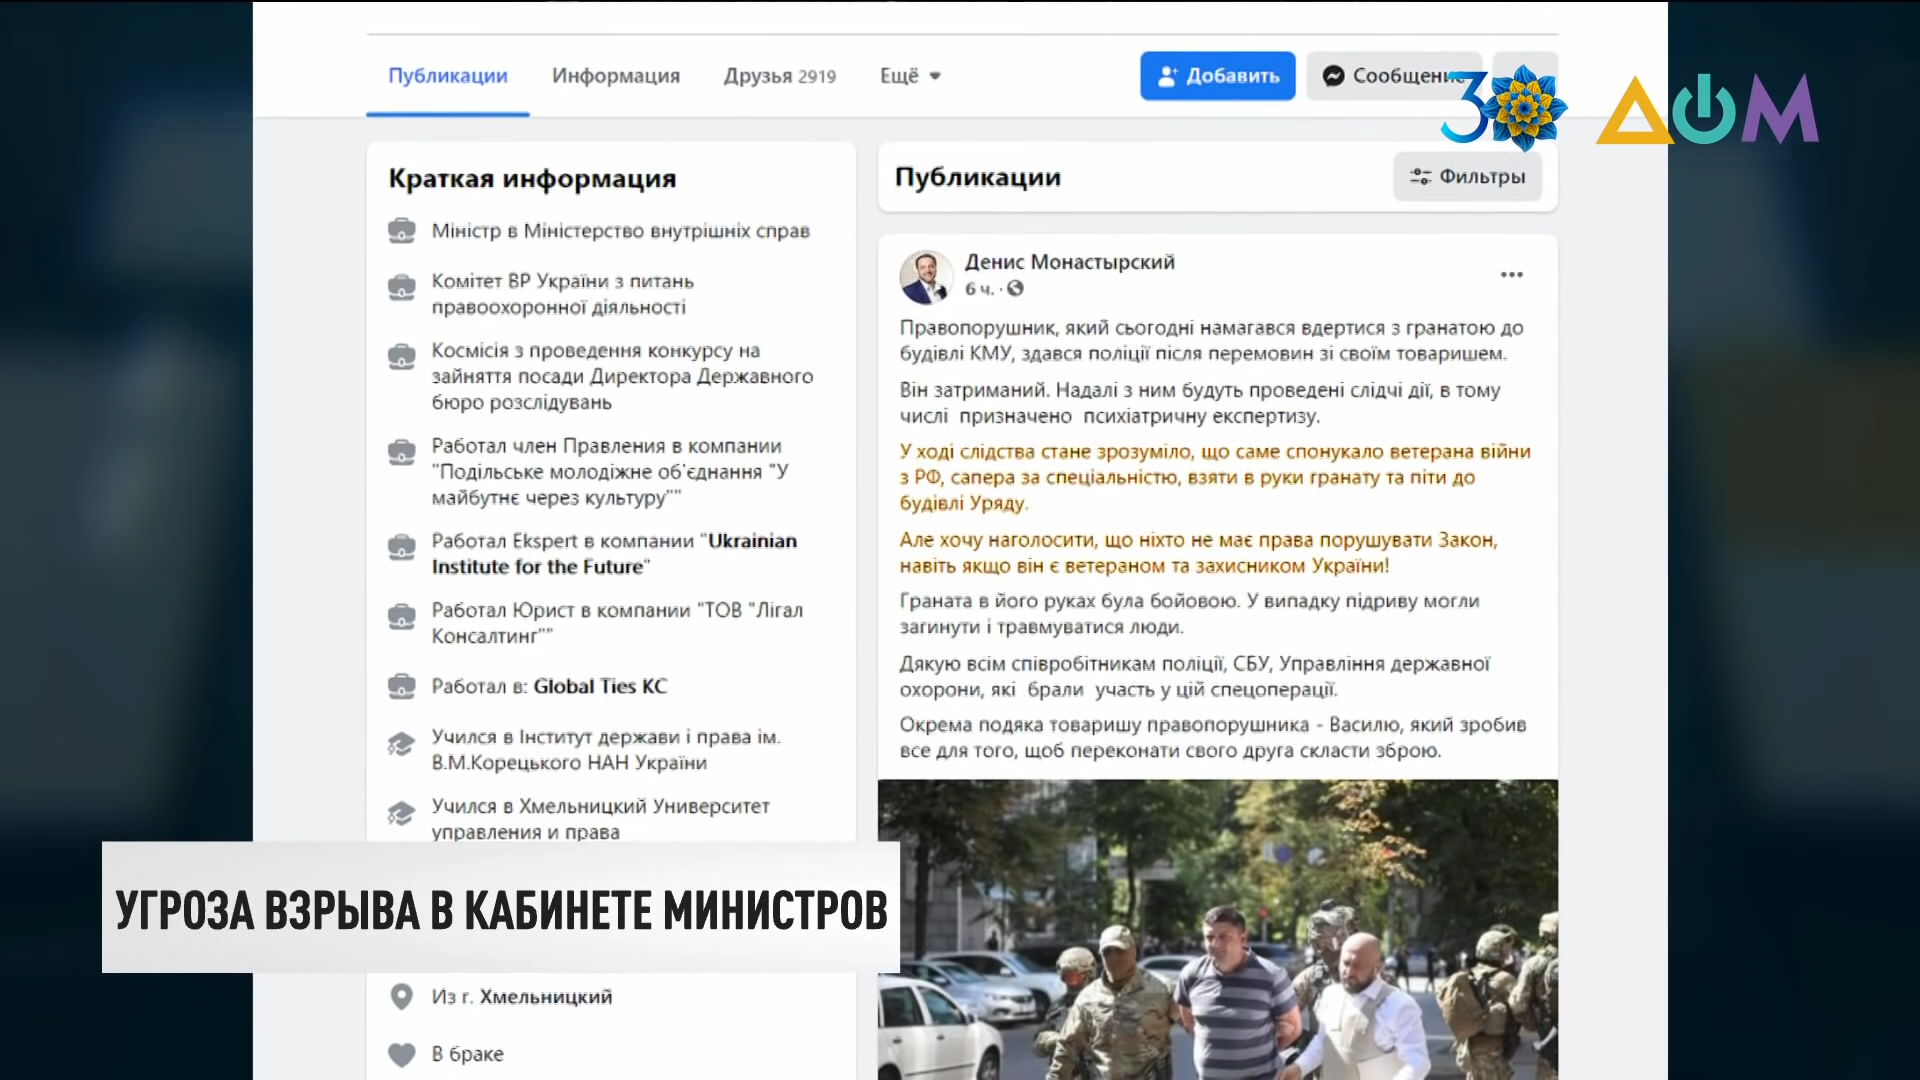 Публикации
Информация
Друзья 2919
Ещё
Добавить
Сообщение
30
ДОМ
Краткая информация
Міністр в Міністерство внутрішніх справ
Комітет ВР України з питань
правоохоронної діяльності
Космісія з проведення конкурсу на
зайняття посади Директора Державного
бюро розслідувань
Работал член Правления в компании
"Подільське молодіжне об'єднання "У
майбутнє через культуру""
Работал Ekspert в компании "Ukrainian
Institute for the Future"
Работал Юрист в компании "ТОВ "Лігал
Консалтинг""
Работал в: Global Ties KC
Учился в Інститут держави і права ім.
В.М.Корецького НАН України
Учился в Хмельницкий Университет
управления и права
Из г. Хмельницкий
В браке
Публикации
Фильтры
Денис Монастырский
6 ч. ·
Правопорушник, який сьогодні намагався вдертися з гранатою до
будівлі КМУ, здався поліції після перемовин зі своїм товаришем.
Він затриманий. Надалі з ним будуть проведені слідчі дії, в тому
числі призначено психіатричну експертизу.
У ході слідства стане зрозуміло, що саме спонукало ветерана війни
з РФ, сапера за спеціальністю, взяти в руки гранату та піти до
будівлі Уряду.
Але хочу наголосити, що ніхто не має права порушувати Закон,
навіть якщо він є ветераном та захисником України!
Граната в його руках була бойовою. У випадку підриву могли
загинути і травмуватися люди.
Дякую всім співробітникам поліції, СБУ, Управління державної
охорони, які брали участь у цій спецоперації.
Окрема подяка товаришу правопорушника - Василю, який зробив
все для того, щоб переконати свого друга скласти зброю.
УГРОЗА ВЗРЫВА В КАБИНЕТЕ МИНИСТРОВ